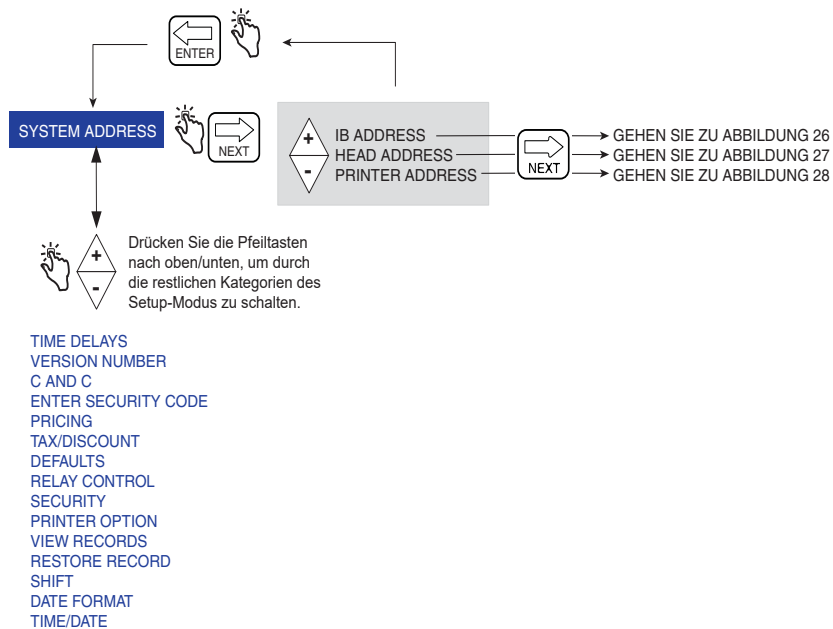 ENTER
SYSTEM ADDRESS
NEXT
+
-
IB ADDRESS
HEAD ADDRESS
PRINTER ADDRESS
NEXT
GEHEN SIE ZU ABBILDUNG 26
GEHEN SIE ZU ABBILDUNG 27
GEHEN SIE ZU ABBILDUNG 28
+
-
Drücken Sie die Pfeiltasten
nach oben/unten, um durch
die restlichen Kategorien des
Setup-Modus zu schalten.
TIME DELAYS
VERSION NUMBER
C AND C
ENTER SECURITY CODE
PRICING
TAX/DISCOUNT
DEFAULTS
RELAY CONTROL
SECURITY
PRINTER OPTION
VIEW RECORDS
RESTORE RECORD
SHIFT
DATE FORMAT
TIME/DATE